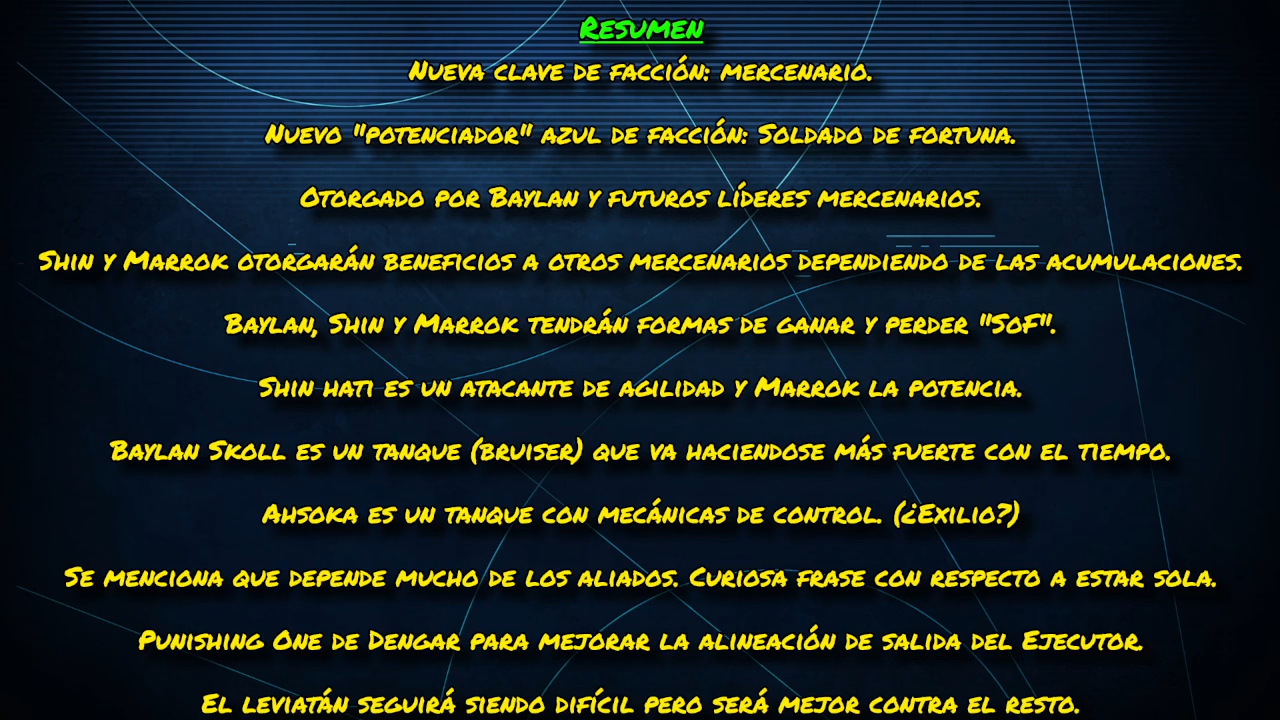 Resumen
Nueva clave de facción: mercenario.
Nuevo "potenciador" azul de facción: Soldado de fortuna.
Otorgado por Baylan y futuros líderes mercenarios.
Shin y Marrok otorgarán beneficios a otros mercenarios dependiendo de las acumulaciones.
Baylan, Shin y Marrok tendrán formas de ganar y perder "SoF".
Shin hati es un atacante de agilidad y Marrok la potencia.
Baylan Skoll es un tanque (bruiser) que va haciendose más fuerte con el tiempo.
Ahsoka es un tanque con mecánicas de control. (¿Exilio?)
Se menciona que depende mucho de los aliados. Curiosa frase con respecto a estar sola.
Punishing One de Dengar para mejorar la alineación de salida del Ejecutor.
El leviatán seguirá siendo difícil pero será mejor contra el resto.